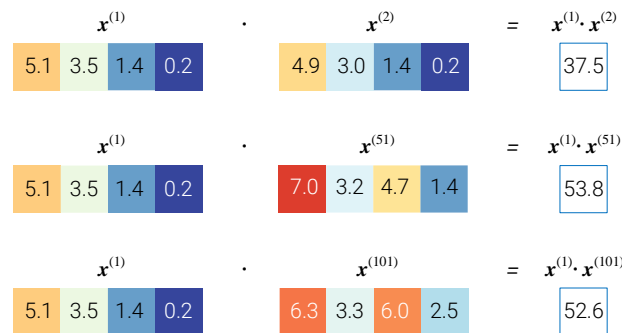 x⁽¹⁾ · x⁽²⁾ = x⁽¹⁾· x⁽²⁾
5.1 3.5 1.4 0.2 4.9 3.0 1.4 0.2 37.5
x⁽¹⁾ · x⁽⁵¹⁾ = x⁽¹⁾· x⁽⁵¹⁾
5.1 3.5 1.4 0.2 7.0 3.2 4.7 1.4 53.8
x⁽¹⁾ · x⁽¹⁰¹⁾ = x⁽¹⁾· x⁽¹⁰¹⁾
5.1 3.5 1.4 0.2 6.3 3.3 6.0 2.5 52.6